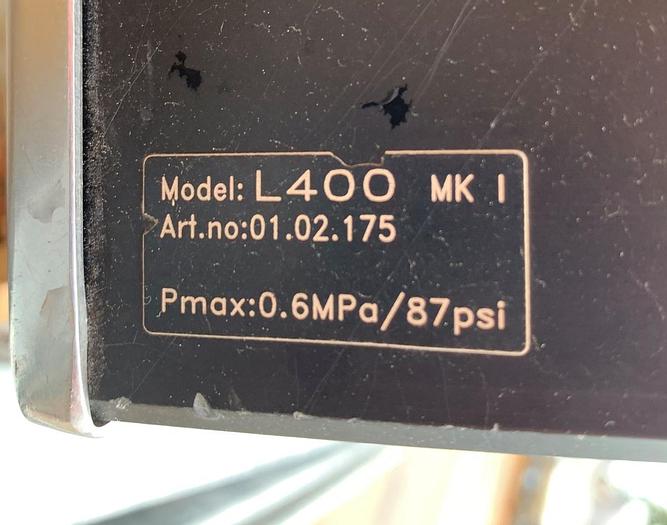 Model: L400 MK I
Art.no:01.02.175
Pmax:0.6MPa/87psi